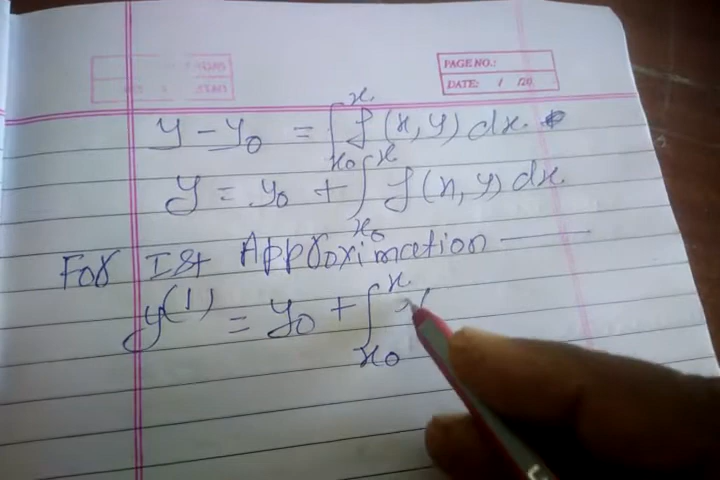 PAGE NO.:
DATE: / /20
y - y₀ = ∫ₓ₀ˣ f(x, y) dx.
y = y₀ + ∫ₓ₀ˣ f(x, y) dx.
For Ist Approximation —
y⁽¹⁾ = y₀ + ∫ₓ₀ˣ